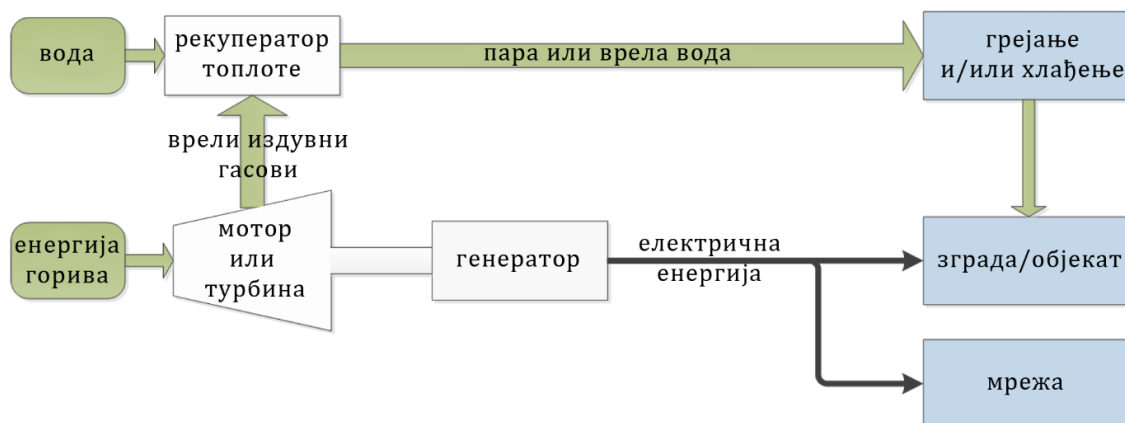 вода
рекуператор
топлоте
пара или врела вода
грејање
и/или хлађење
врели издувни
гасови
енергија
горива
мотор
или
турбина
генератор
електрична
енергија
зграда/објекат
мрежа